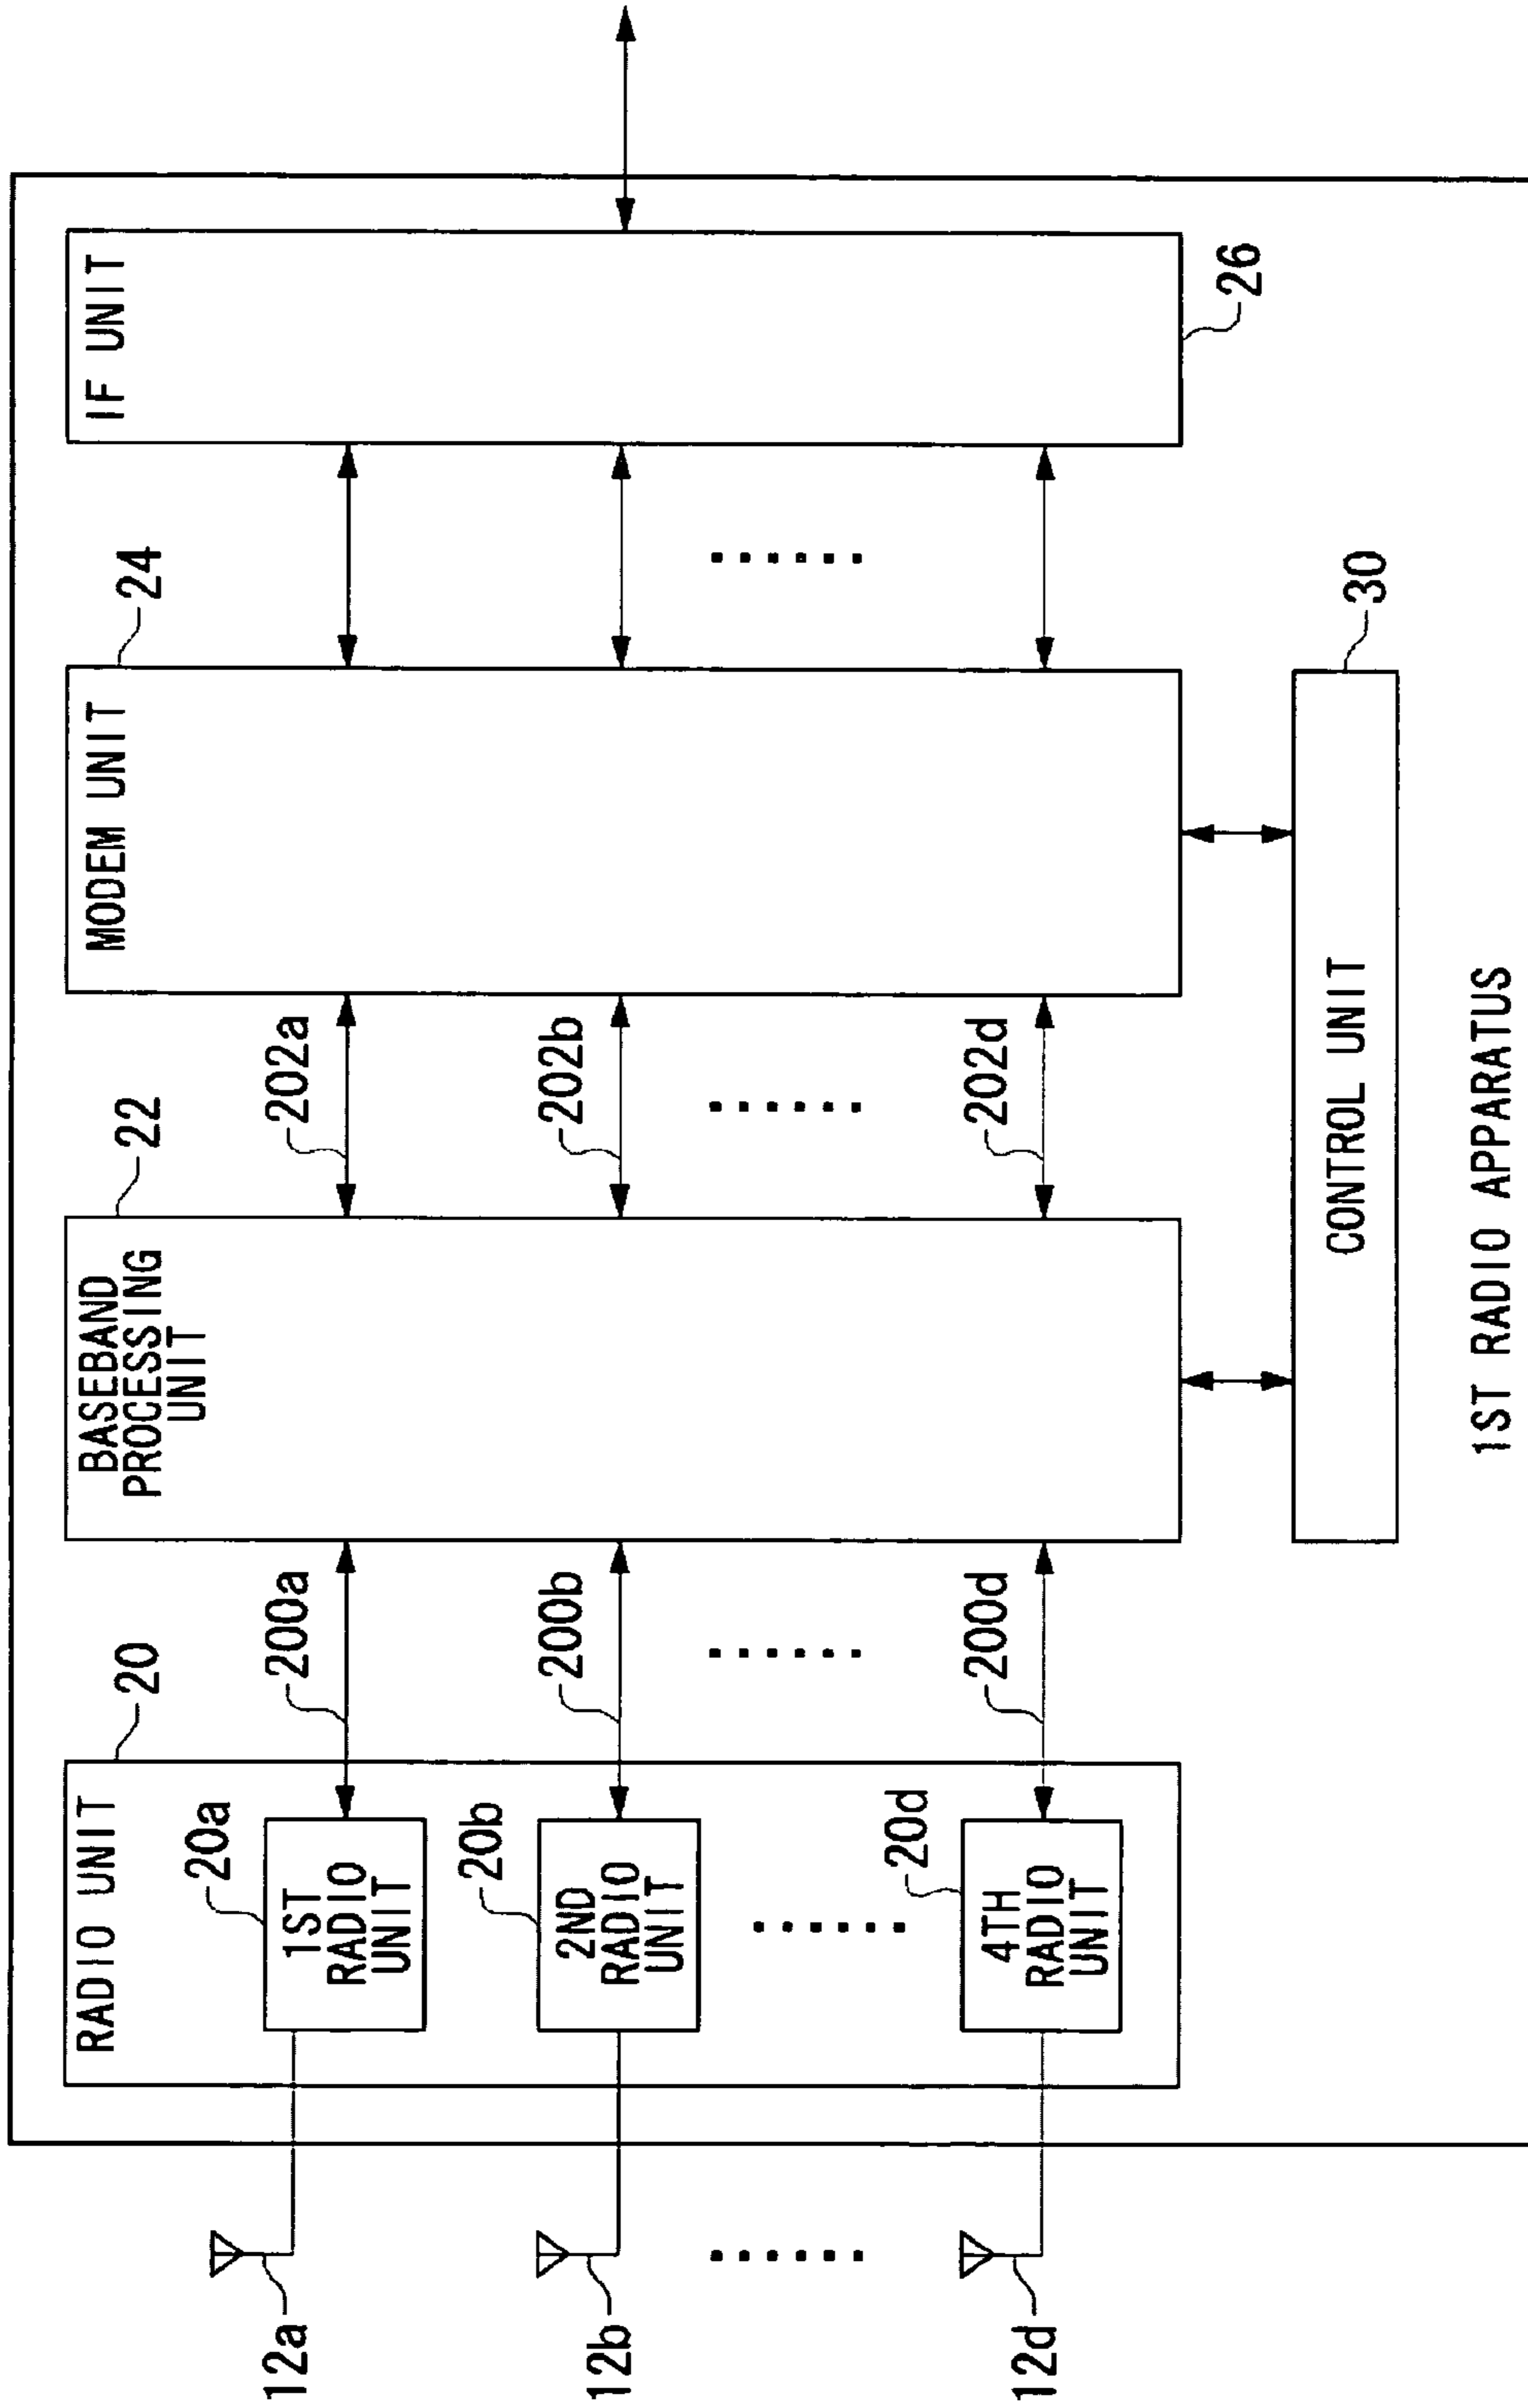 RADIO UNIT
20
BASEBAND
PROCESSING
UNIT
22
MODEM UNIT
24
IF UNIT
20a
1ST
RADIO
UNIT
200a
202a
12a
20b
2ND
RADIO
UNIT
200b
202b
12b
20d
4TH
RADIO
UNIT
200d
202d
12d
26
CONTROL UNIT
30
1ST RADIO APPARATUS